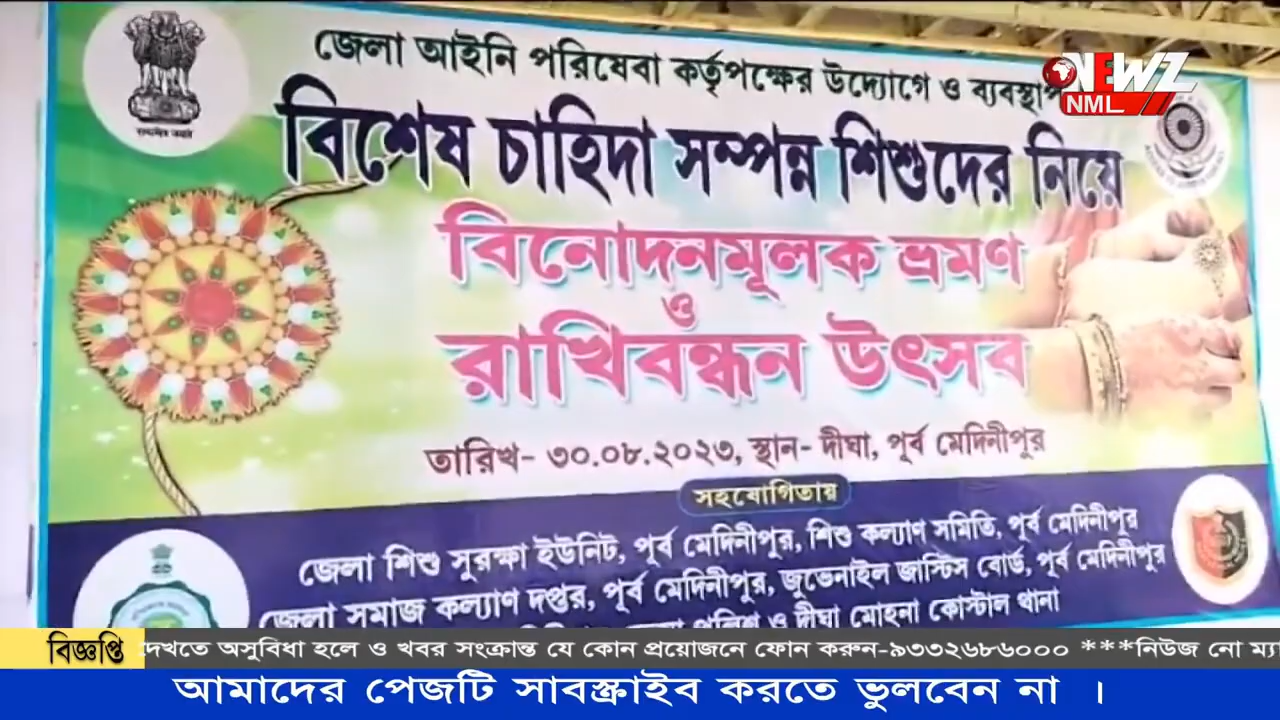 জেলা আইনি পরিষেবা কর্তৃপক্ষের উদ্যোগে ও
NEWZ
NML
বিশেষ চাহিদা সম্পন্ন শিশুদের নিয়ে
বিনোদনমূলক ভ্রমণ
ও
রাখিবন্ধন উৎসব
তারিখ- ৩০.০৮.২০২৩, স্থান- দীঘা, পূর্ব মেদিনীপুর
সহযোগিতায়
জেলা শিশু সুরক্ষা ইউনিট, পূর্ব মেদিনীপুর, শিশু কল্যাণ সমিতি, পূর্ব মেদিনীপুর
জেলা সমাজ কল্যাণ দপ্তর, পূর্ব মেদিনীপুর, জুভেনাইল জাস্টিস বোর্ড, পূর্ব মেদিনীপুর
পুলিশ ও দীঘা মোহনা কোস্টাল থানা
বিজ্ঞপ্তি
দেখতে অসুবিধা হলে ও খবর সংক্রান্ত যে কোন প্রয়োজনে ফোন করুন-৯৩৩২৬৮৬০০০ ***নিউজ নো
আমাদের পেজটি সাবস্ক্রাইব করতে ভুলবেন না ।